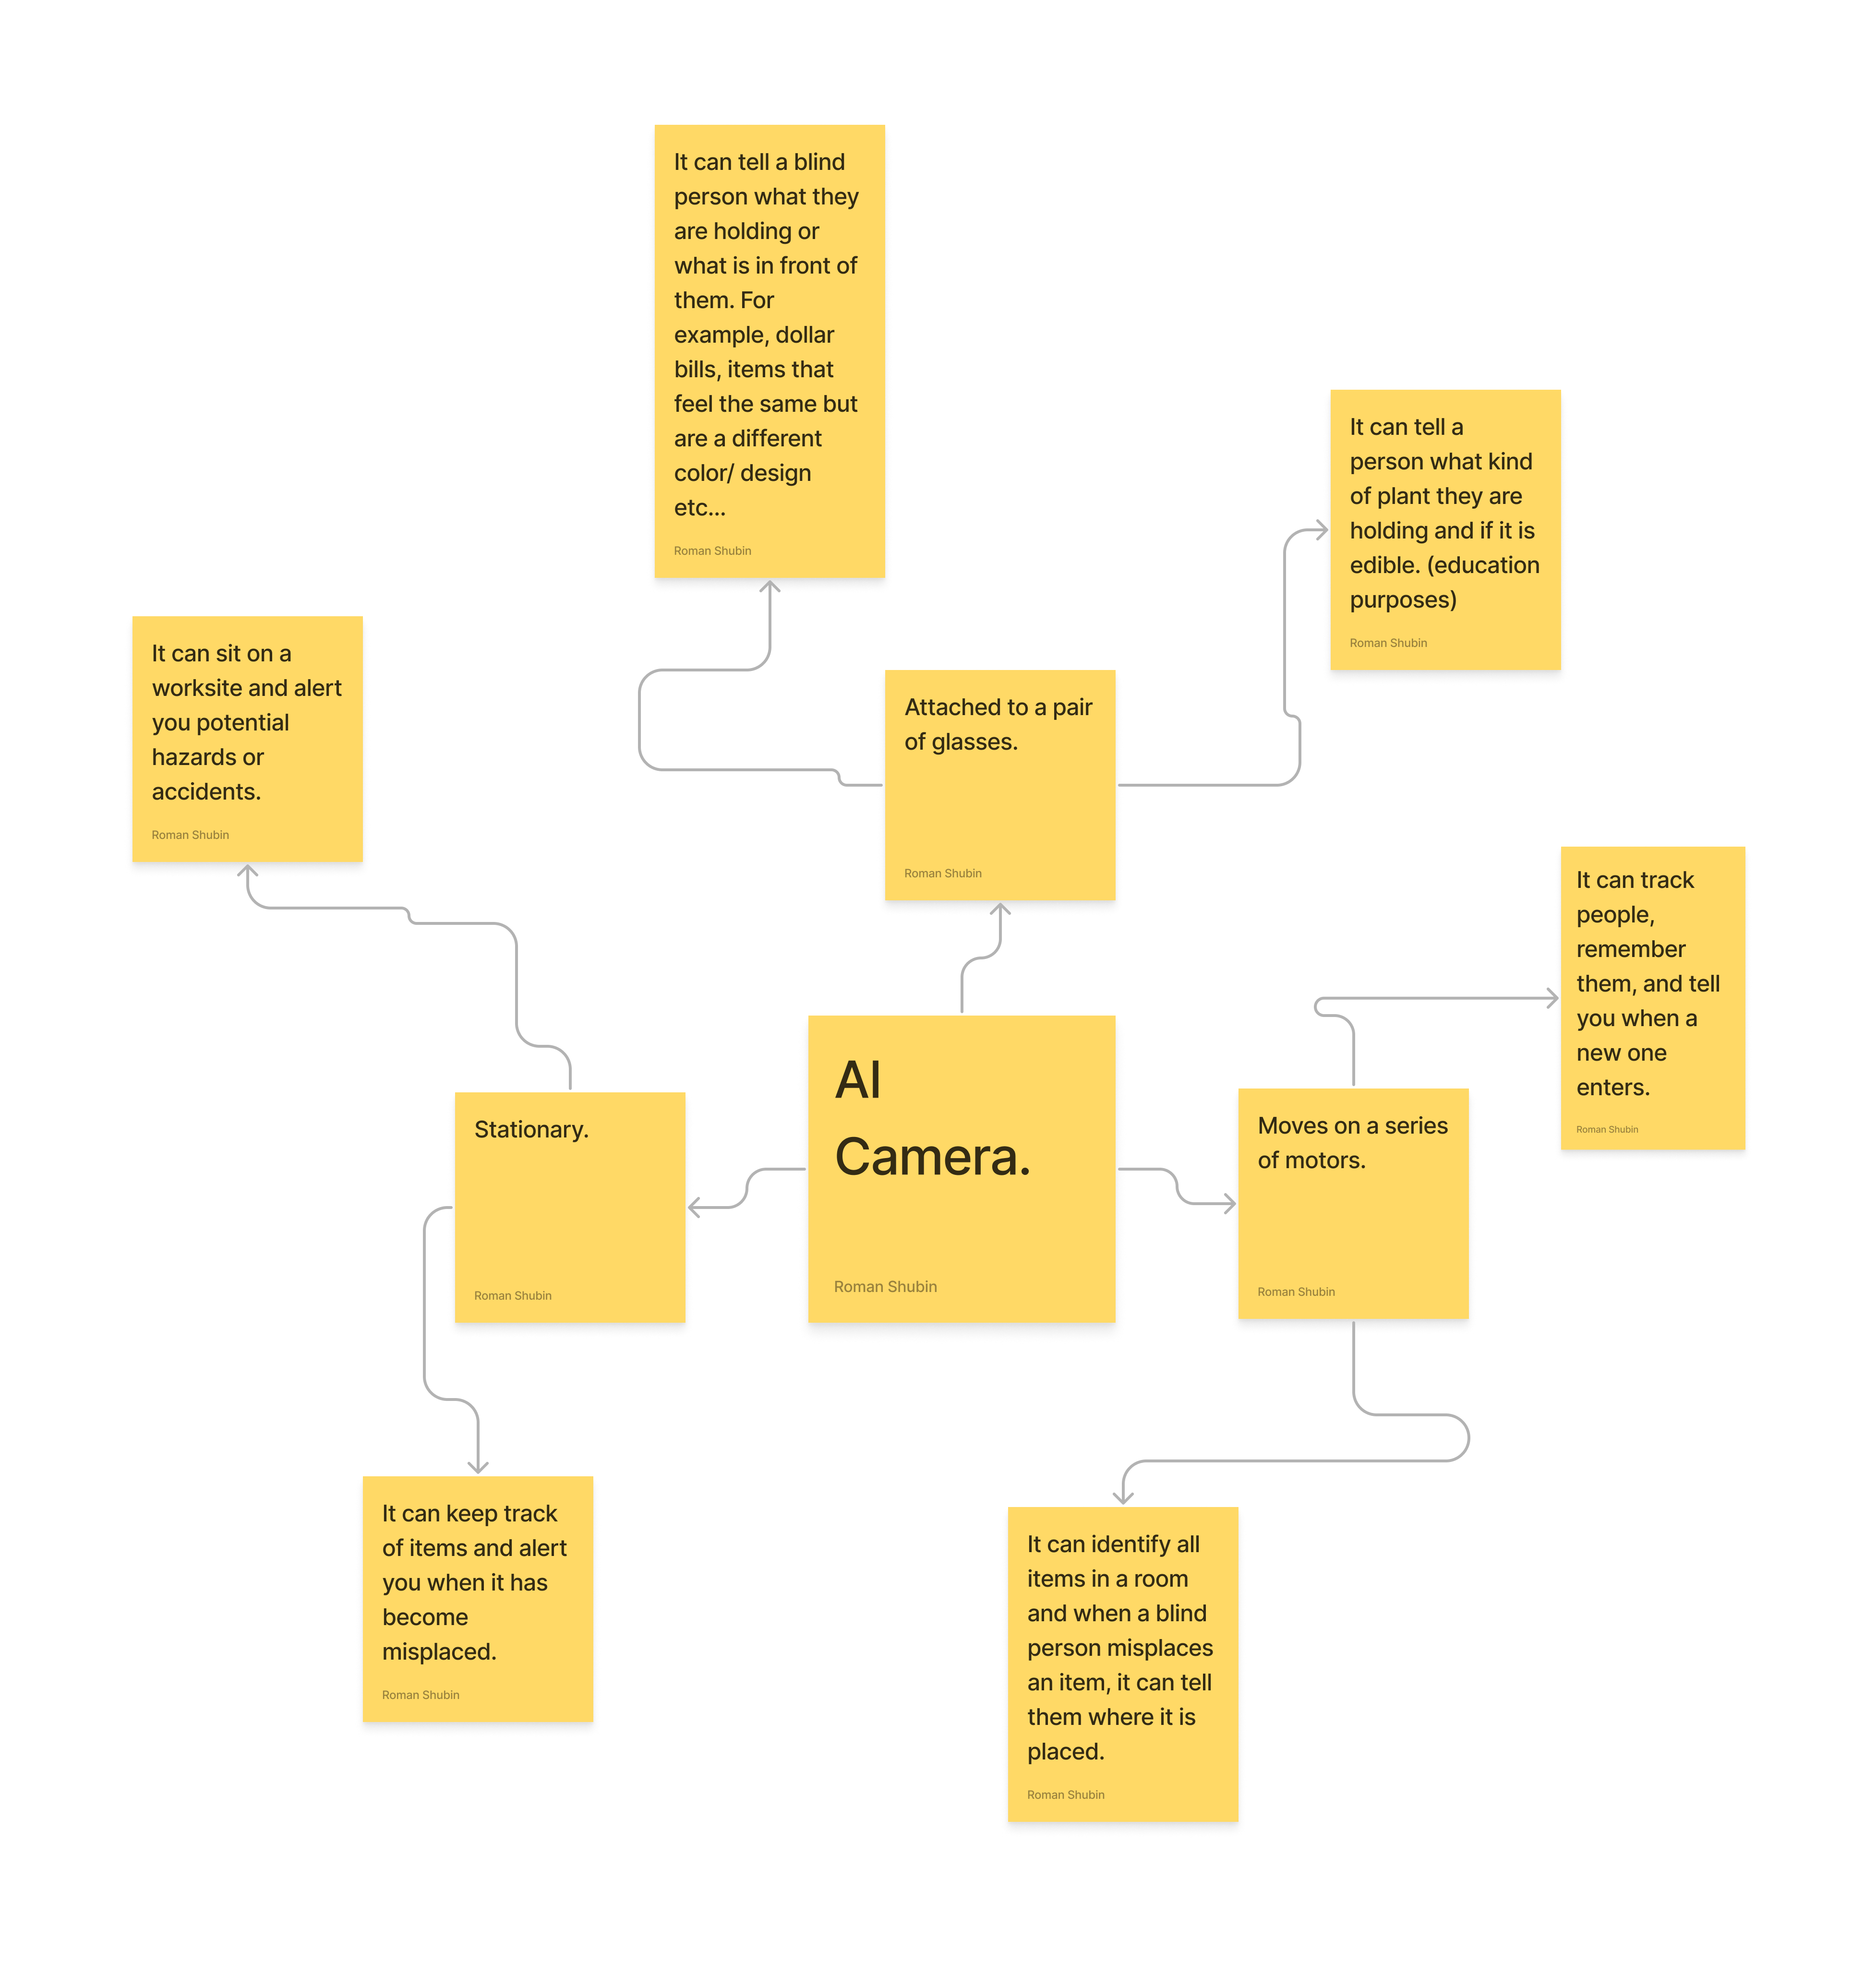 It can tell a blind
person what they
are holding or
what is in front of
them. For
example, dollar
bills, items that
feel the same but
are a different
color/ design
etc...
Roman Shubin
It can tell a
person what kind
of plant they are
holding and if it is
edible. (education
purposes)
Roman Shubin
It can sit on a
worksite and alert
you potential
hazards or
accidents.
Roman Shubin
Attached to a pair
of glasses.
Roman Shubin
It can track
people,
remember
them, and tell
you when a
new one
enters.
Roman Shubin
Stationary.
Roman Shubin
AI
Camera.
Roman Shubin
Moves on a series
of motors.
Roman Shubin
It can keep track
of items and alert
you when it has
become
misplaced.
Roman Shubin
It can identify all
items in a room
and when a blind
person misplaces
an item, it can tell
them where it is
placed.
Roman Shubin